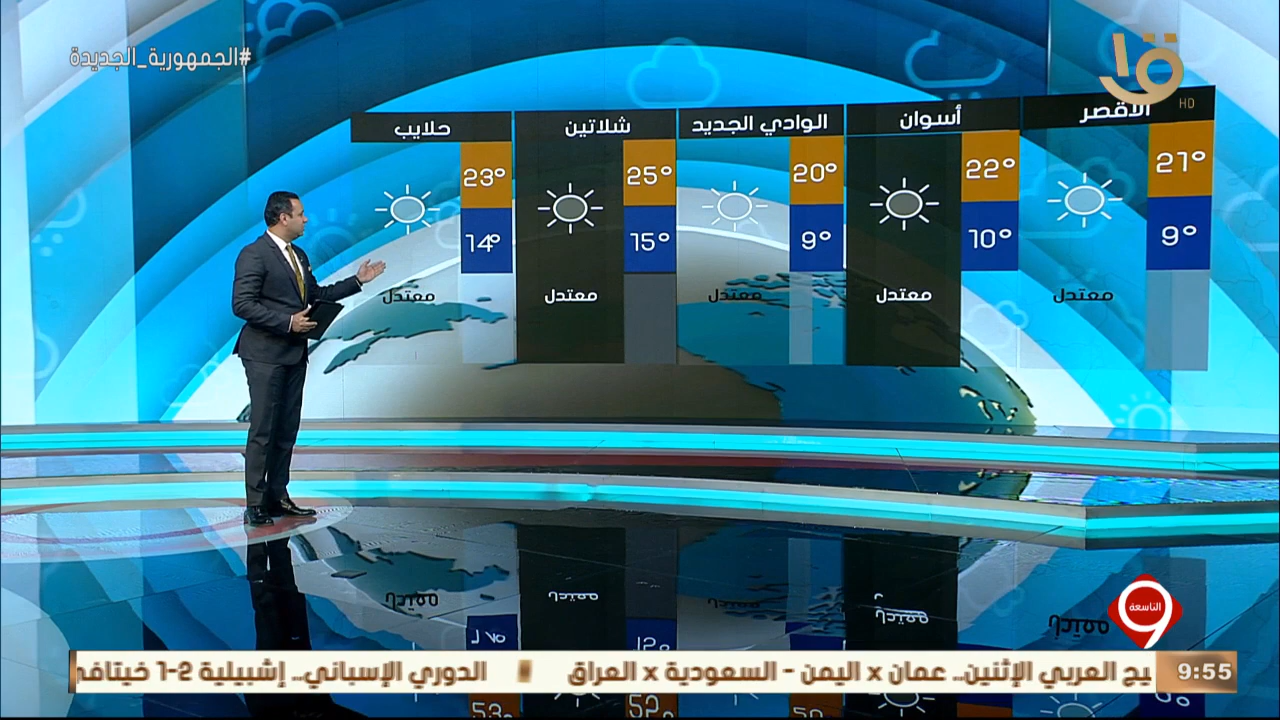 #الجمهورية_الجديدة
HD
الأقصر
21°
9°
معتدل
أسوان
22°
10°
معتدل
الوادي الجديد
20°
9°
معتدل
شلاتين
25°
15°
معتدل
حلايب
23°
14°
معتدل
التاسعة
9
9:55
يج العربي الإثنين.. عمان x اليمن - السعودية x العراق
الدوري الإسباني.. إشبيلية 2-1 خيتافي